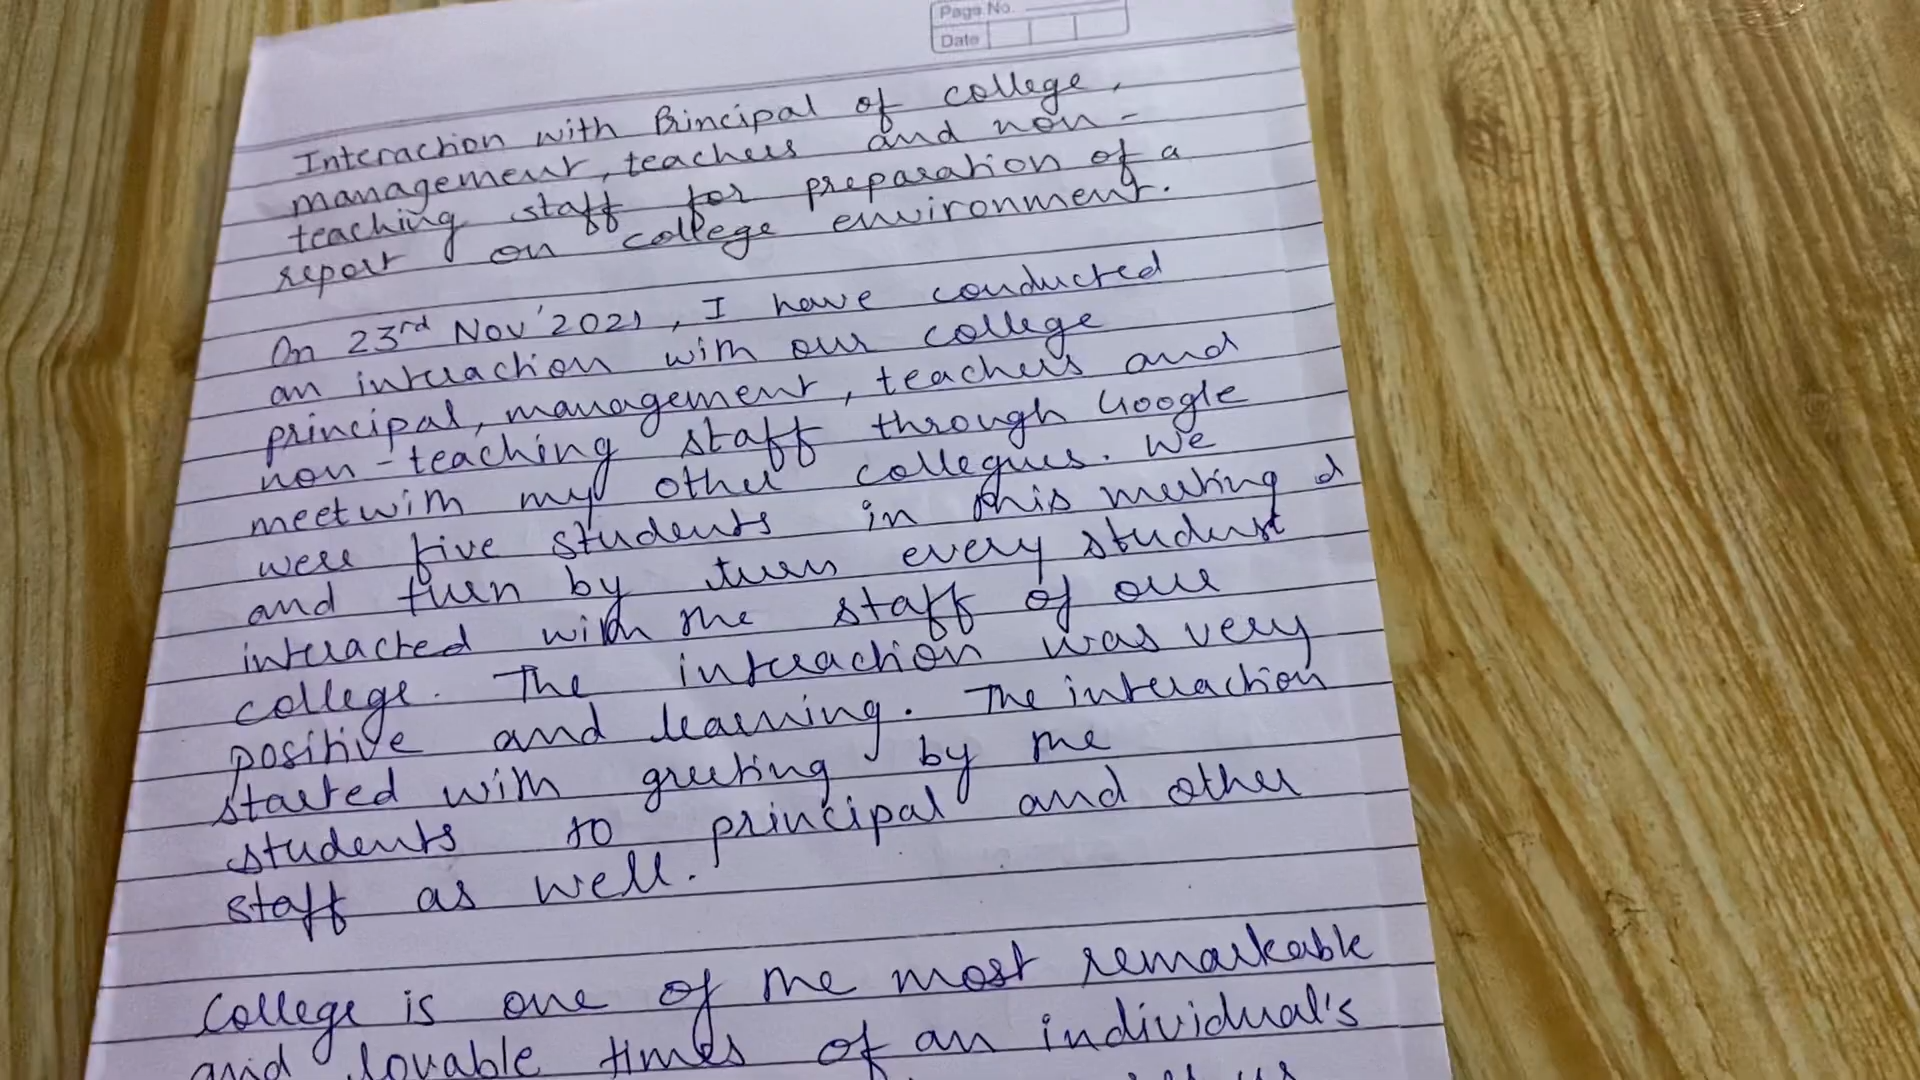 Page No.
Date
Interaction with Principal of college,
management, teachers and non-
teaching staff for preparation of a
report on college environment.
On 23rd Nov'2021, I have conducted
an interaction with our college
principal, management, teachers and
non-teaching staff through Google
meet with my other collegues. We
were five students in this meeting d
and turn by turn every student
interacted with the staff of our
college. The interaction was very
positive and learning. The interaction
started with greeting by the
students to principal and other
staff as well.
College is one of the most remarkable
and lovable times of an individual's
us